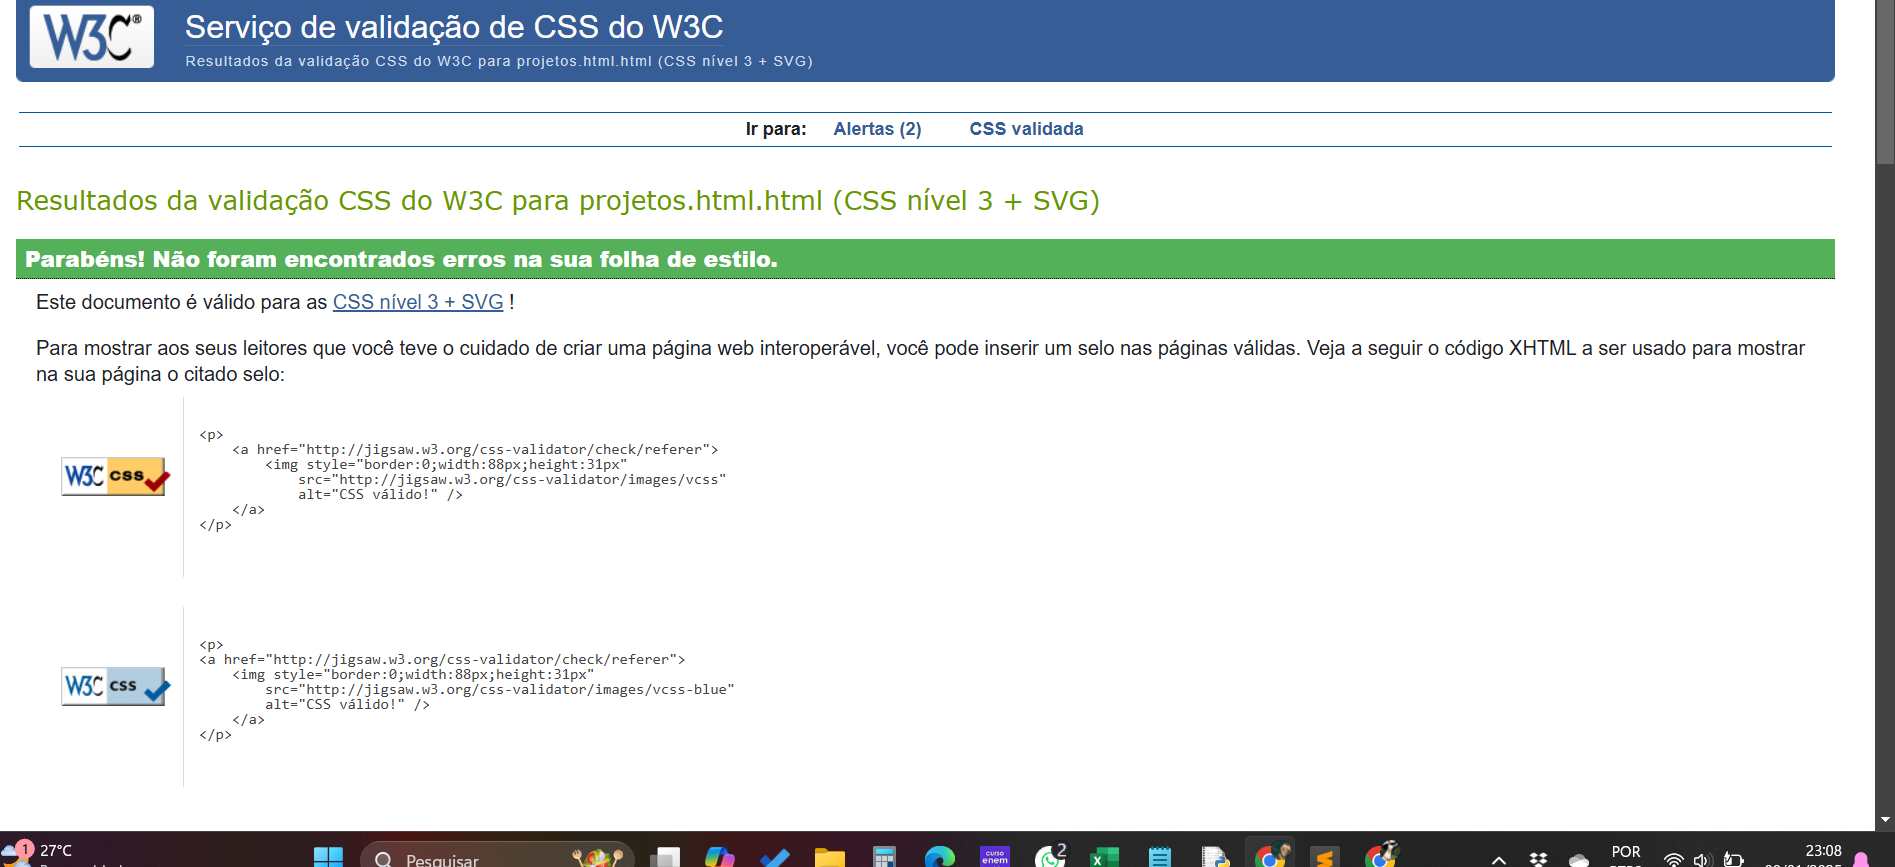 W3C®
Serviço de validação de CSS do W3C
Resultados da validação CSS do W3C para projetos.html.html (CSS nível 3 + SVG)
Ir para: Alertas (2) CSS validada
Resultados da validação CSS do W3C para projetos.html.html (CSS nível 3 + SVG)
Parabéns! Não foram encontrados erros na sua folha de estilo.
Este documento é válido para as CSS nível 3 + SVG !
Para mostrar aos seus leitores que você teve o cuidado de criar uma página web interoperável, você pode inserir um selo nas páginas válidas. Veja a seguir o código XHTML a ser usado para mostrar
na sua página o citado selo:
W3C css
<p>
<a href="http://jigsaw.w3.org/css-validator/check/referer">
<img style="border:0;width:88px;height:31px"
src="http://jigsaw.w3.org/css-validator/images/vcss"
alt="CSS válido!" />
</a>
</p>
W3C css
<p>
<a href="http://jigsaw.w3.org/css-validator/check/referer">
<img style="border:0;width:88px;height:31px"
src="http://jigsaw.w3.org/css-validator/images/vcss-blue"
alt="CSS válido!" />
</a>
</p>
1 27°C
Pesquisar
curso
enem
2
POR
23:08